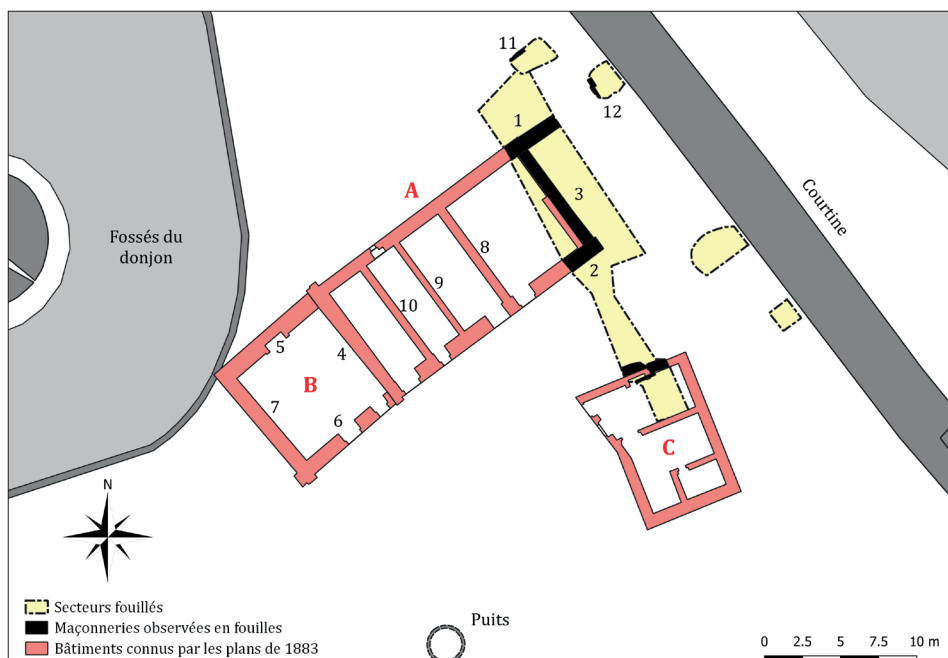 11
12
1
A
3
Courtine
Fossés du
donjon
8
2
9
10
5
4
B
7
6
C
N
Secteurs fouillés
Maçonneries observées en fouilles
Bâtiments connus par les plans de 1883
Puits
0 2.5 5 7.5 10 m